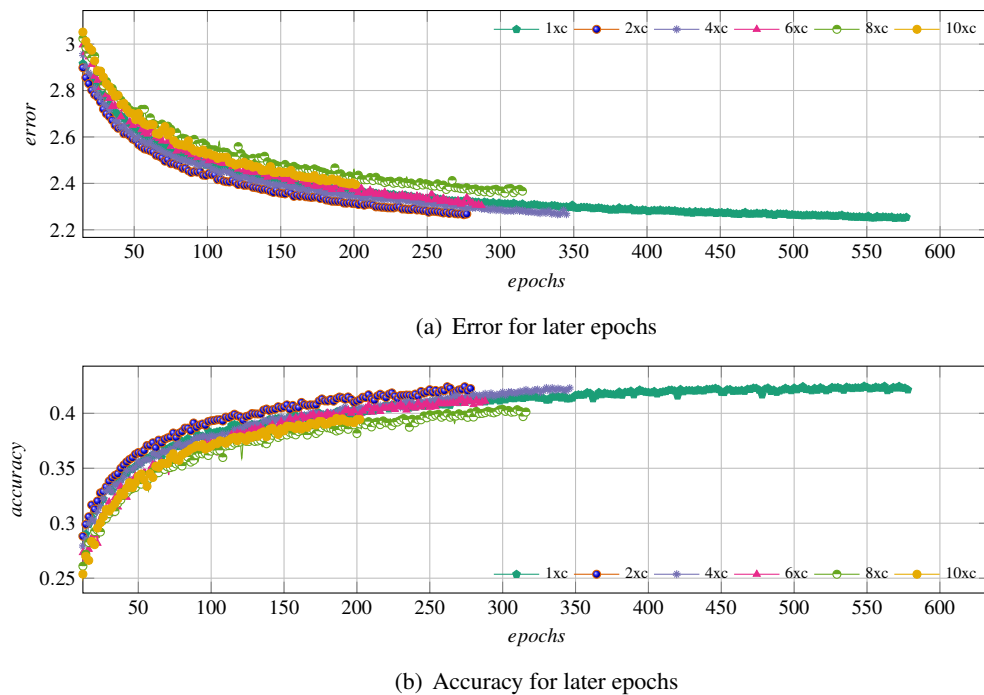 1xc 2xc 4xc 6xc 8xc 10xc
3
2.8
2.6
2.4
2.2
error
50 100 150 200 250 300 350 400 450 500 550 600
epochs
(a) Error for later epochs
0.4
0.35
0.3
0.25
accuracy
1xc 2xc 4xc 6xc 8xc 10xc
50 100 150 200 250 300 350 400 450 500 550 600
epochs
(b) Accuracy for later epochs